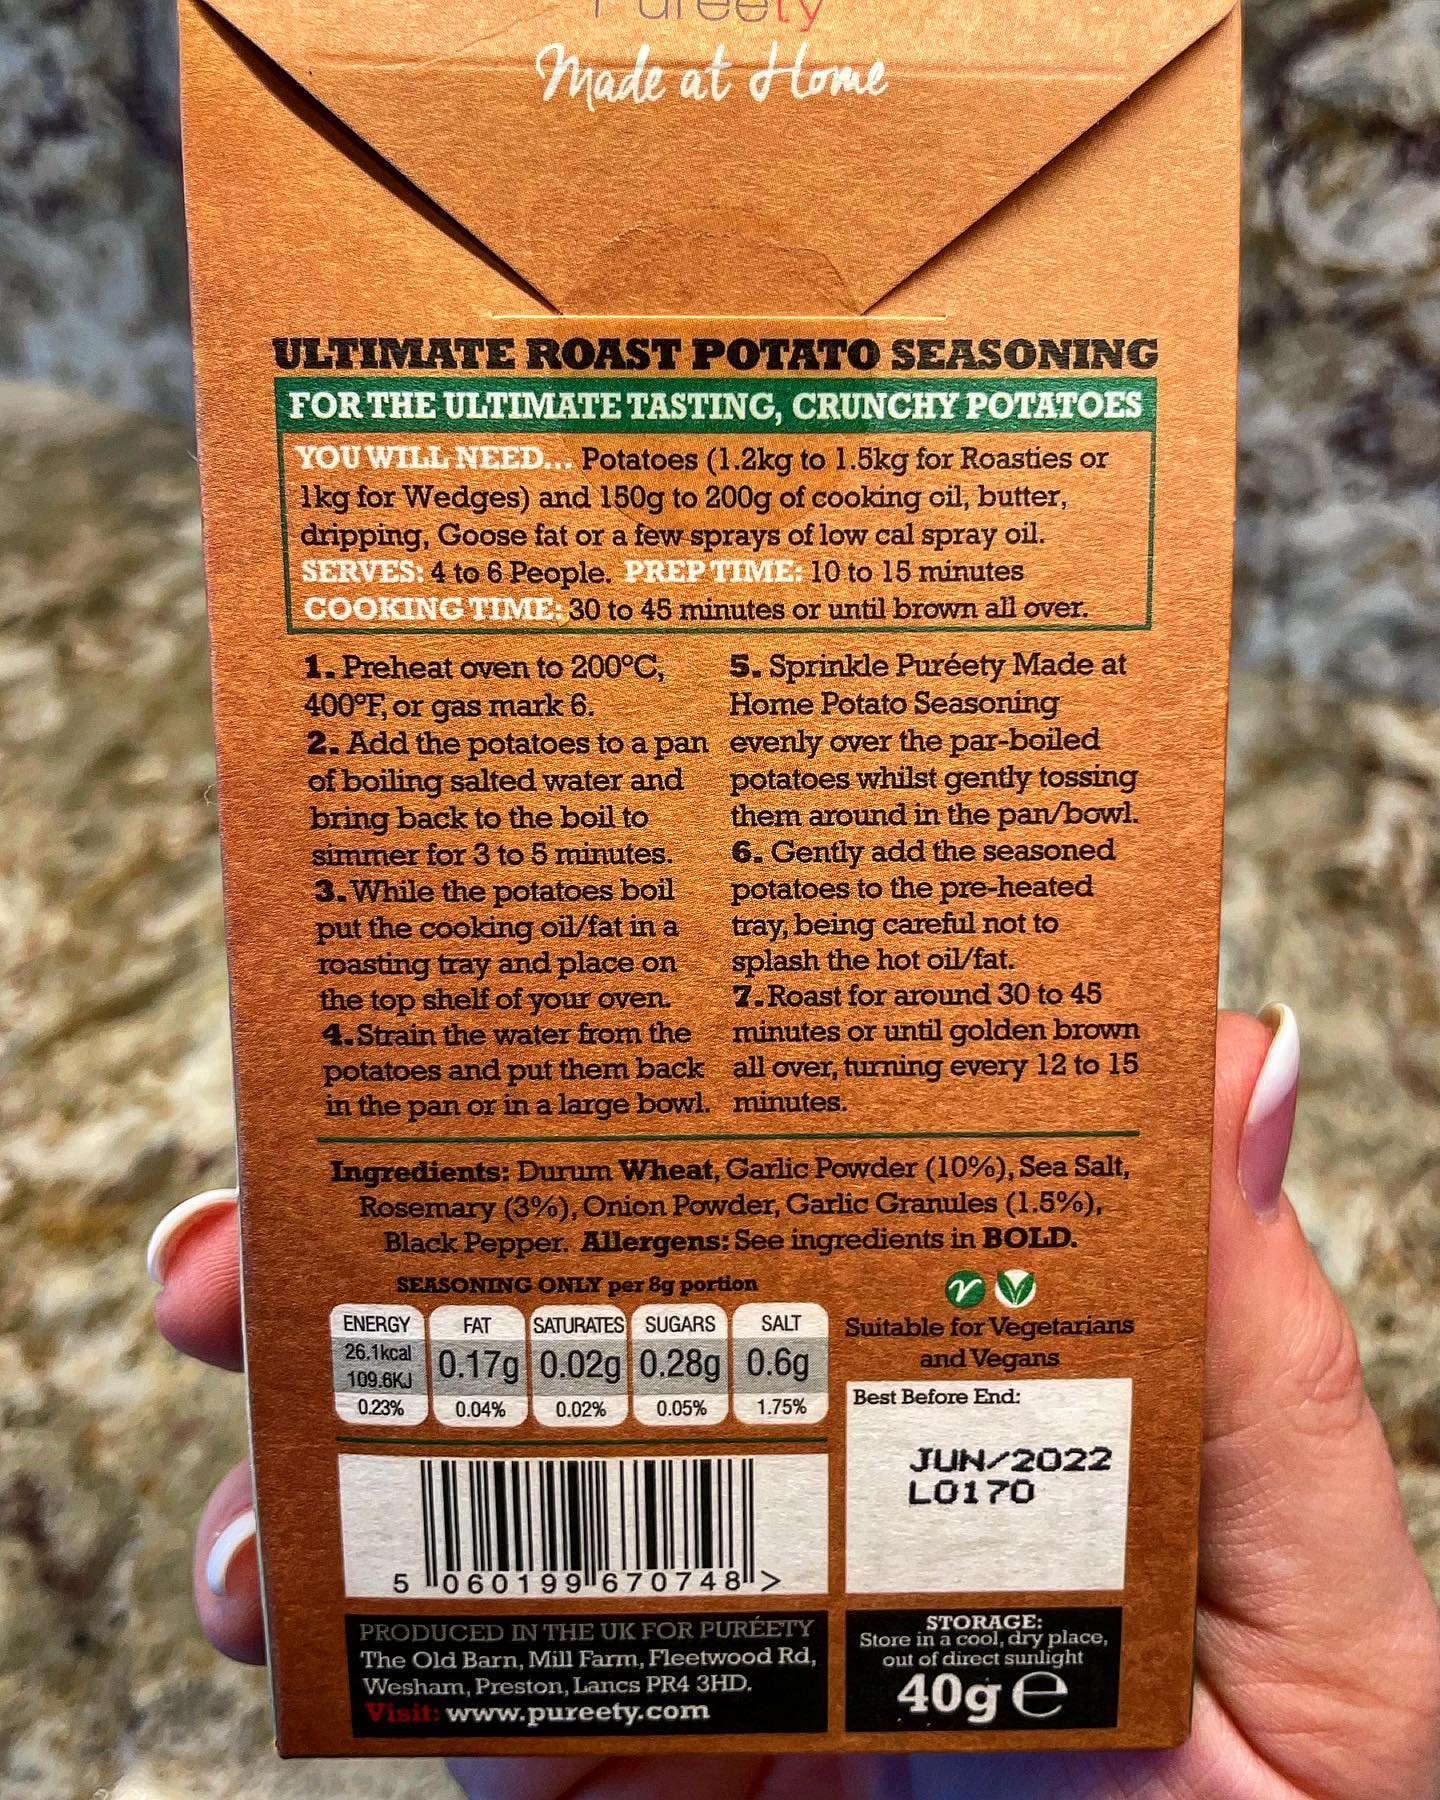 Pureety
Made at Home
ULTIMATE ROAST POTATO SEASONING
FOR THE ULTIMATE TASTING, CRUNCHY POTATOES
YOU WILL NEED... Potatoes (1.2kg to 1.5kg for Roasties or
1kg for Wedges) and 150g to 200g of cooking oil, butter,
dripping, Goose fat or a few sprays of low cal spray oil.
SERVES: 4 to 6 People. PREP TIME: 10 to 15 minutes
COOKING TIME: 30 to 45 minutes or until brown all over.
1. Preheat oven to 200°C,
400°F, or gas mark 6.
2. Add the potatoes to a pan
of boiling salted water and
bring back to the boil to
simmer for 3 to 5 minutes.
3. While the potatoes boil
put the cooking oil/fat in a
roasting tray and place on
the top shelf of your oven.
4. Strain the water from the
potatoes and put them back
in the pan or in a large bowl.
5. Sprinkle Puréety Made at
Home Potato Seasoning
evenly over the par-boiled
potatoes whilst gently tossing
them around in the pan/bowl.
6. Gently add the seasoned
potatoes to the pre-heated
tray, being careful not to
splash the hot oil/fat.
7. Roast for around 30 to 45
minutes or until golden brown
all over, turning every 12 to 15
minutes.
Ingredients: Durum Wheat, Garlic Powder (10%), Sea Salt,
Rosemary (3%), Onion Powder, Garlic Granules (1.5%),
Black Pepper. Allergens: See ingredients in BOLD.
SEASONING ONLY per 8g portion
ENERGY FAT SATURATES SUGARS SALT
26.1kcal
109.6KJ 0.17g 0.02g 0.28g 0.6g
0.23% 0.04% 0.02% 0.05% 1.75%
Suitable for Vegetarians
and Vegans
Best Before End:
JUN/2022
L0170
5 060199 670748 >
PRODUCED IN THE UK FOR PURÉETY
The Old Barn, Mill Farm, Fleetwood Rd,
Wesham, Preston, Lancs PR4 3HD.
Visit: www.pureety.com
STORAGE:
Store in a cool, dry place,
out of direct sunlight
40g e